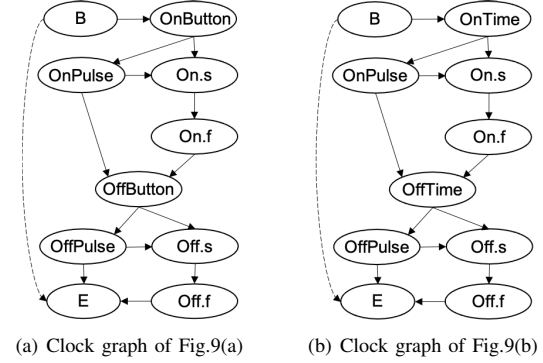 B
OnButton
OnPulse
On.s
On.f
OffButton
OffPulse
Off.s
E
Off.f
(a) Clock graph of Fig.9(a)
B
OnTime
OnPulse
On.s
On.f
OffTime
OffPulse
Off.s
E
Off.f
(b) Clock graph of Fig.9(b)